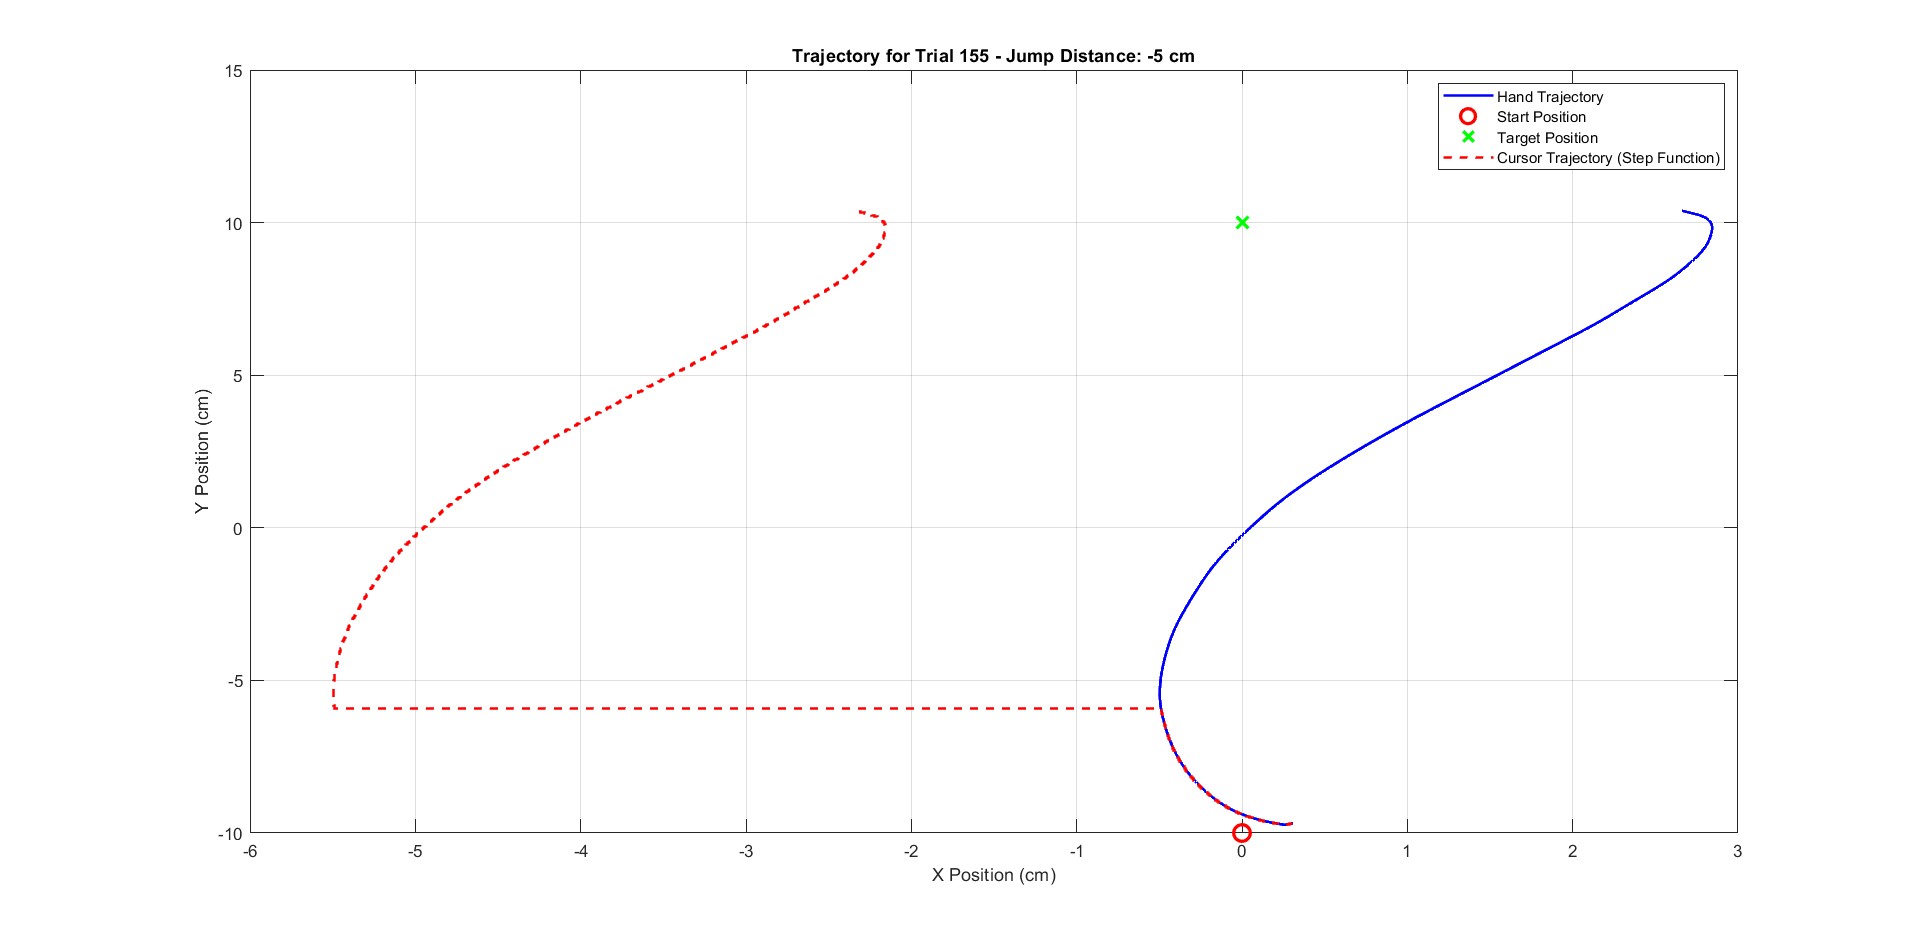 Trajectory for Trial 155 - Jump Distance: -5 cm
Hand Trajectory
Start Position
Target Position
Cursor Trajectory (Step Function)
15
10
5
0
-5
-10
Y Position (cm)
-6 -5 -4 -3 -2 -1 0 1 2 3
X Position (cm)